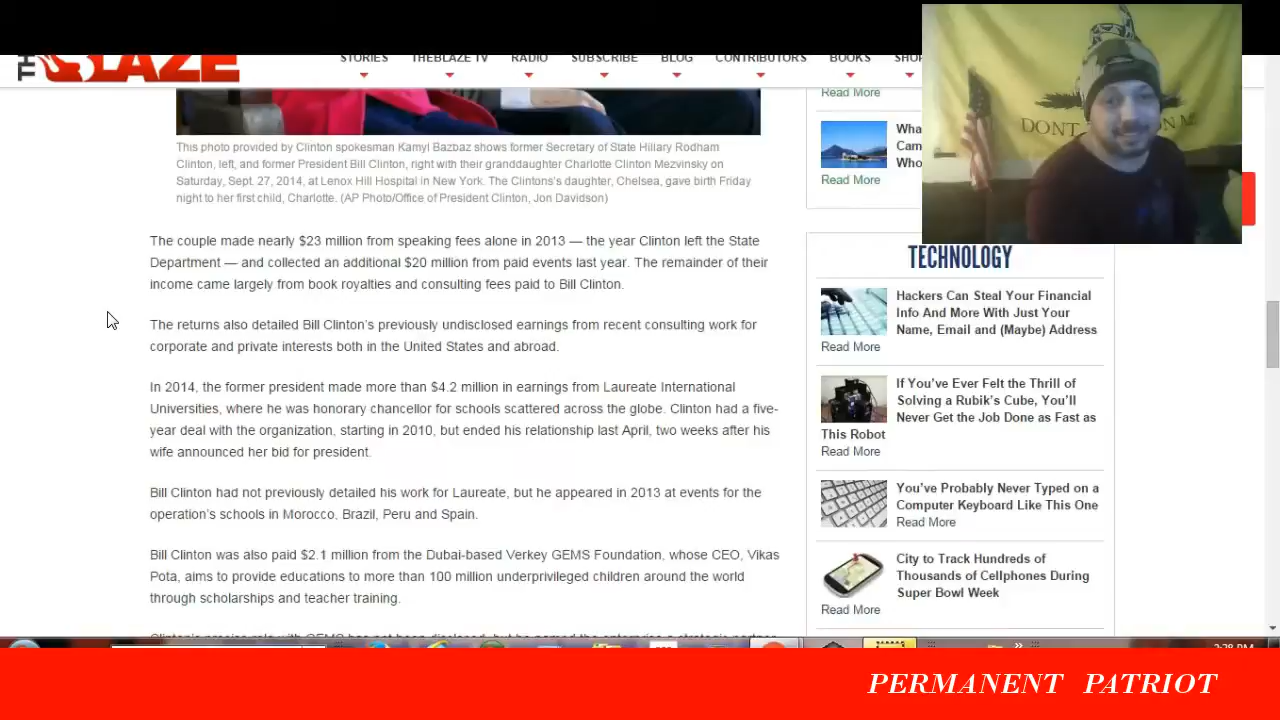 THE BLAZE
STORIES THEBLAZE TV RADIO SUBSCRIBE BLOG CONTRIBUTORS BOOKS
This photo provided by Clinton spokesman Kamyl Bazbaz shows former Secretary of State Hillary Rodham
Clinton, left, and former President Bill Clinton, right with their granddaughter Charlotte Clinton Mezvinsky on
Saturday, Sept. 27, 2014, at Lenox Hill Hospital in New York. The Clintons's daughter, Chelsea, gave birth Friday
night to her first child, Charlotte. (AP Photo/Office of President Clinton, Jon Davidson)
The couple made nearly $23 million from speaking fees alone in 2013 — the year Clinton left the State
Department — and collected an additional $20 million from paid events last year. The remainder of their
income came largely from book royalties and consulting fees paid to Bill Clinton.
The returns also detailed Bill Clinton's previously undisclosed earnings from recent consulting work for
corporate and private interests both in the United States and abroad.
In 2014, the former president made more than $4.2 million in earnings from Laureate International
Universities, where he was honorary chancellor for schools scattered across the globe. Clinton had a five-
year deal with the organization, starting in 2010, but ended his relationship last April, two weeks after his
wife announced her bid for president.
Bill Clinton had not previously detailed his work for Laureate, but he appeared in 2013 at events for the
operation's schools in Morocco, Brazil, Peru and Spain.
Bill Clinton was also paid $2.1 million from the Dubai-based Verkey GEMS Foundation, whose CEO, Vikas
Pota, aims to provide educations to more than 100 million underprivileged children around the world
through scholarships and teacher training.
Read More
Wha
Cam
Who
Read More
DONT ON ME
TECHNOLOGY
Hackers Can Steal Your Financial
Info And More With Just Your
Name, Email and (Maybe) Address
Read More
If You've Ever Felt the Thrill of
Solving a Rubik's Cube, You'll
Never Get the Job Done as Fast as
This Robot
Read More
You've Probably Never Typed on a
Computer Keyboard Like This One
Read More
City to Track Hundreds of
Thousands of Cellphones During
Super Bowl Week
Read More
PERMANENT PATRIOT